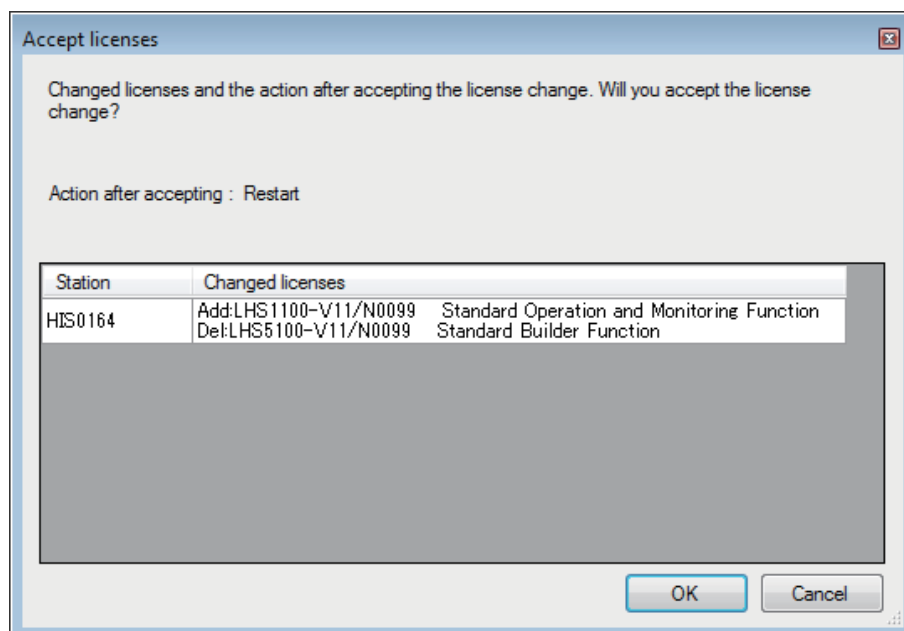 Accept licenses
Changed licenses and the action after accepting the license change. Will you accept the license
change?
Action after accepting : Restart
Station Changed licenses
HIS0164 Add:LHS1100-V11/N0099 Standard Operation and Monitoring Function
Del:LHS5100-V11/N0099 Standard Builder Function
OK Cancel